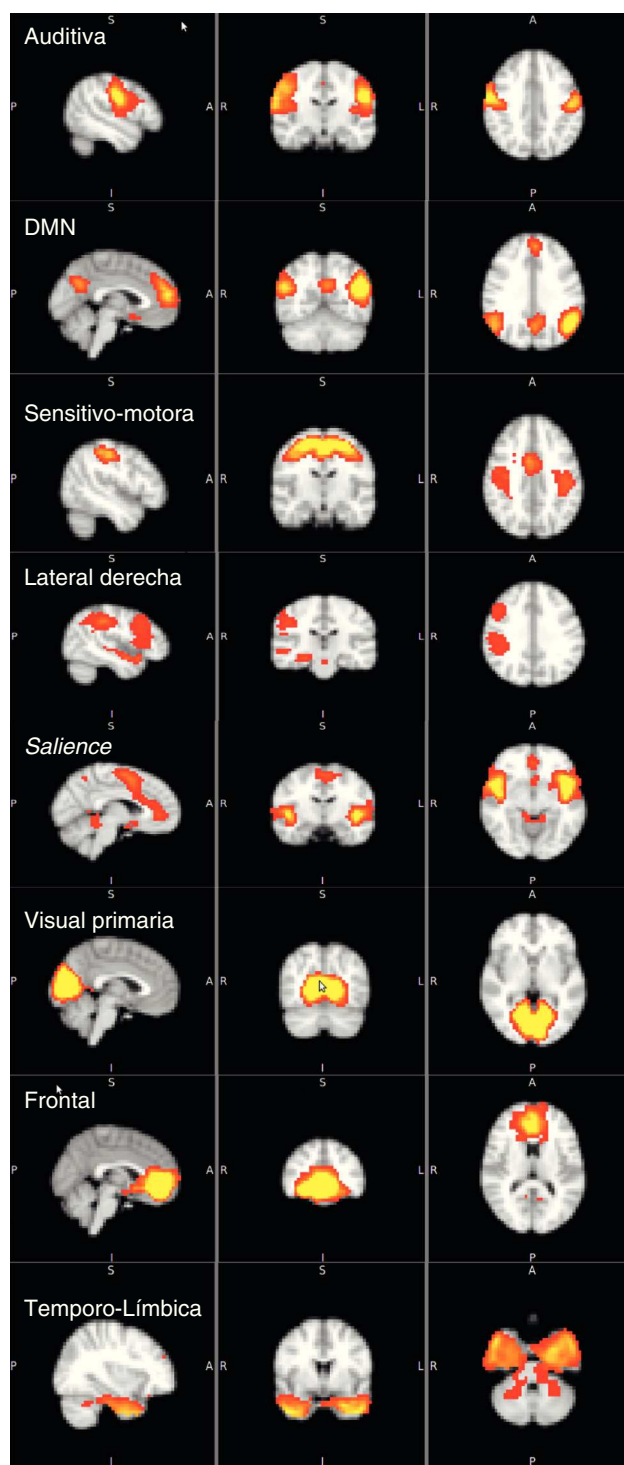 S S
Auditiva
P A R L R
I I P
S S A
DMN
P A R L R
I I P
S S A
Sensitivo-motora
P A R L R
I I P
S S A
Lateral derecha
P A R L R
I I P
S S A
Salience
P A R L R
I I P
S S A
Visual primaria
P A R L R
I I P
S S A
Frontal
P A R L R
I I P
S S A
Temporo-Límbica
P A R L R
I I P